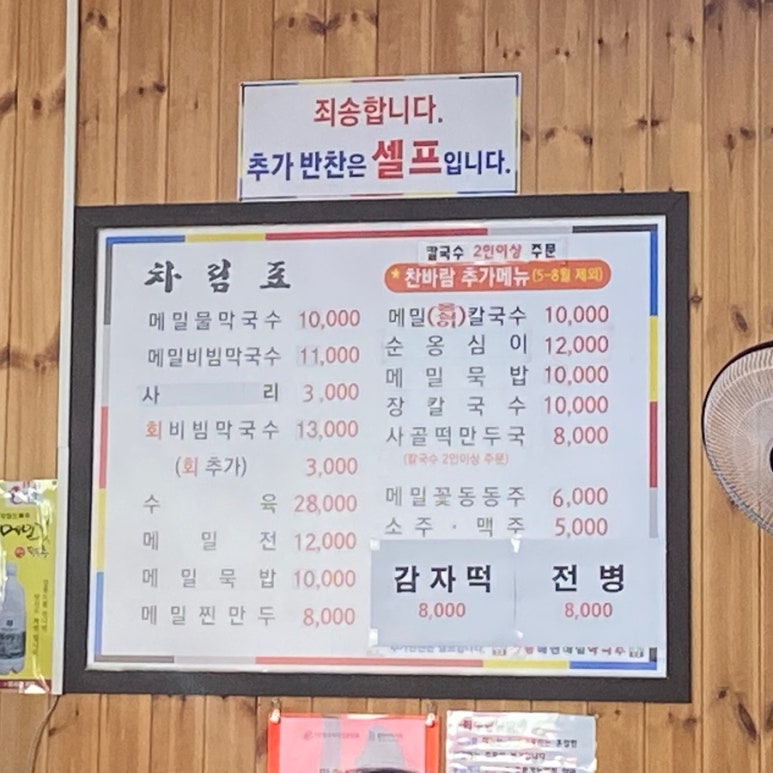 죄송합니다.
추가 반찬은 셀프입니다.
차림표
메밀물막국수 10,000
메밀비빔막국수 11,000
사리 3,000
회비빔막국수 13,000
(회 추가) 3,000
수육 28,000
메밀전 12,000
메밀묵밥 10,000
메밀찐만두 8,000
칼국수 2인이상 주문
* 찬바람 추가메뉴 (5-8월 제외)
메밀( )칼국수 10,000
순옹심이 12,000
메밀묵밥 10,000
장칼국수 10,000
사골떡만두국 8,000
(칼국수 2인이상 주문)
메밀꽃동동주 6,000
소주·맥주 5,000
감자떡 전병
8,000 8,000